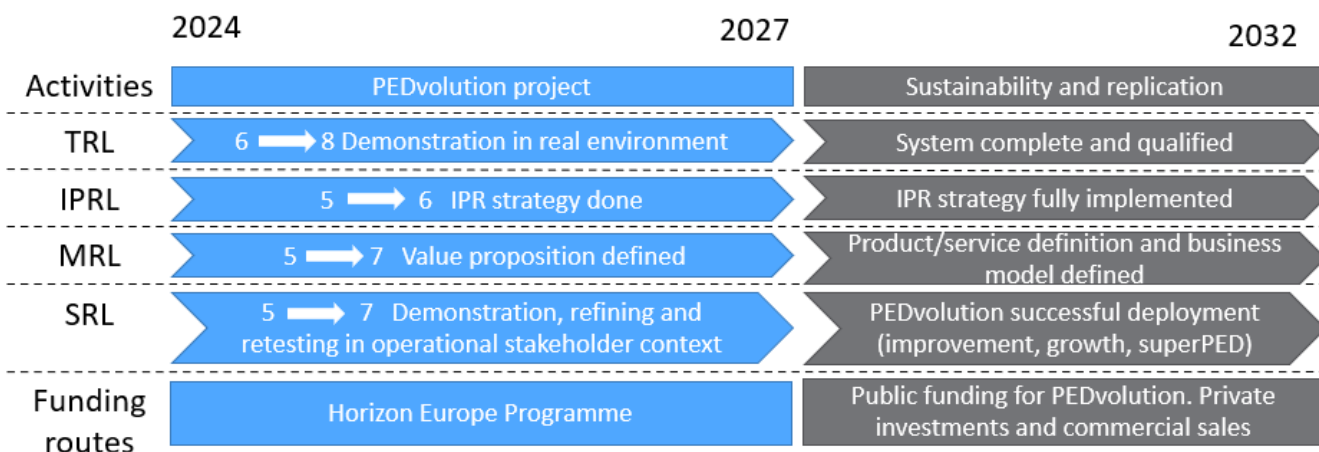 2024 2027 2032
Activities PEDvolution project Sustainability and replication
TRL 6 8 Demonstration in real environment System complete and qualified
IPRL 5 6 IPR strategy done IPR strategy fully implemented
MRL 5 7 Value proposition defined Product/service definition and business
model defined
SRL 5 7 Demonstration, refining and
retesting in operational stakeholder context
PEDvolution successful deployment
(improvement, growth, superPED)
Funding
routes
Horizon Europe Programme
Public funding for PEDvolution. Private
investments and commercial sales